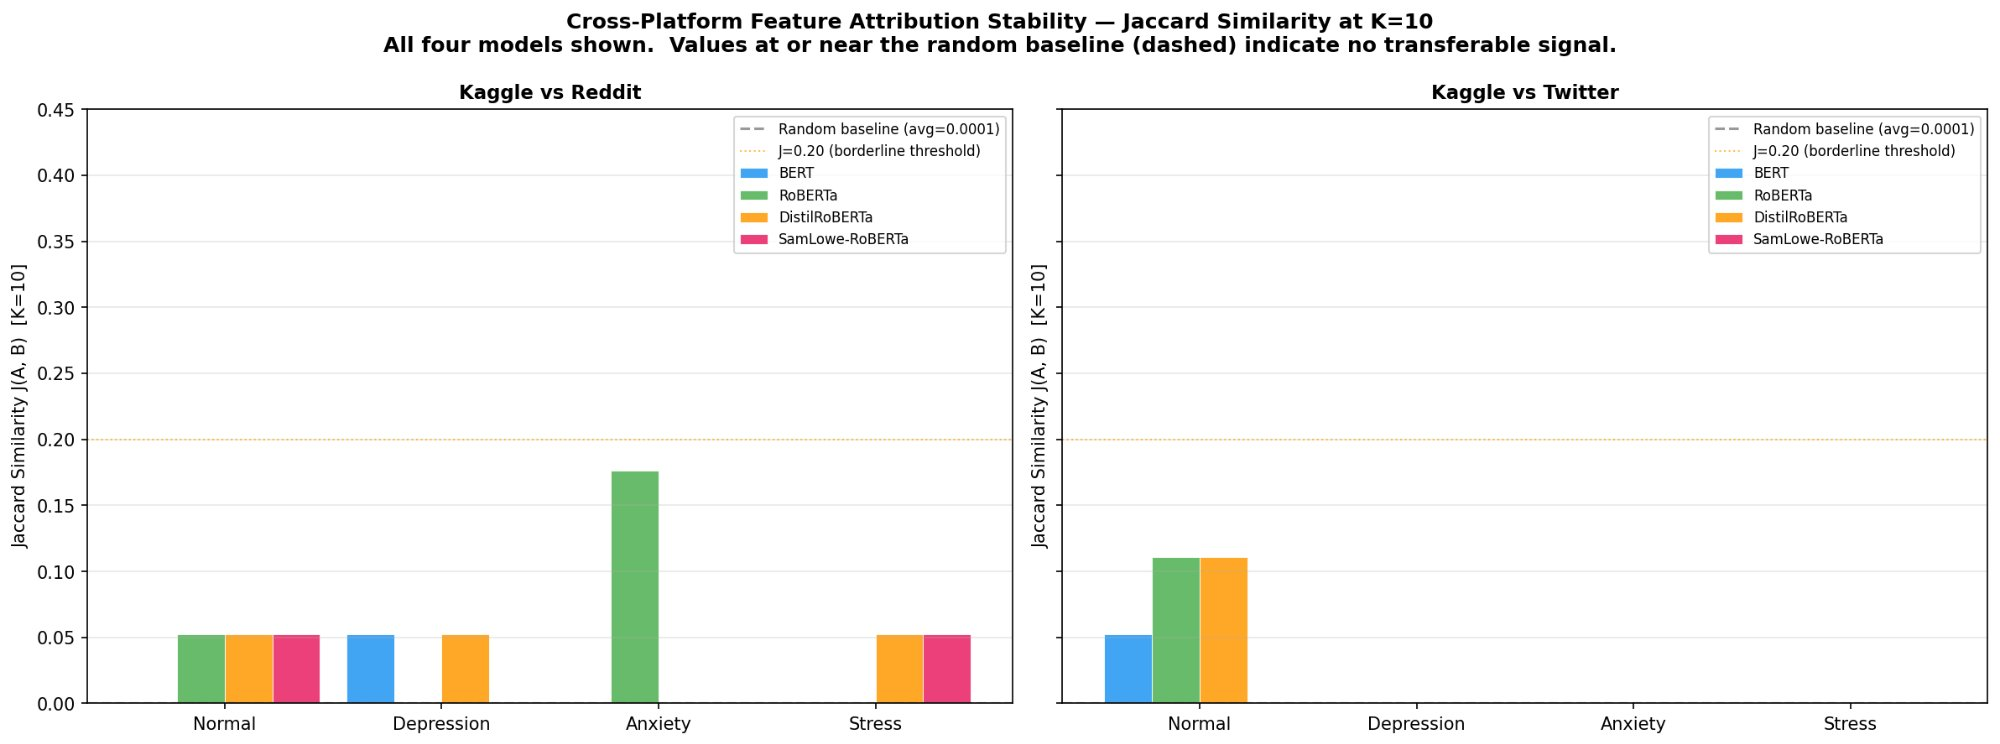 Cross-Platform Feature Attribution Stability — Jaccard Similarity at K=10
All four models shown.  Values at or near the random baseline (dashed) indicate no transferable signal.
Kaggle vs Reddit
Jaccard Similarity J(A, B)  [K=10]
0.45
0.40
0.35
0.30
0.25
0.20
0.15
0.10
0.05
0.00
Random baseline (avg=0.0001)
J=0.20 (borderline threshold)
BERT
RoBERTa
DistilRoBERTa
SamLowe-RoBERTa
Normal
Depression
Anxiety
Stress
Kaggle vs Twitter
Jaccard Similarity J(A, B)  [K=10]
Random baseline (avg=0.0001)
J=0.20 (borderline threshold)
BERT
RoBERTa
DistilRoBERTa
SamLowe-RoBERTa
Normal
Depression
Anxiety
Stress